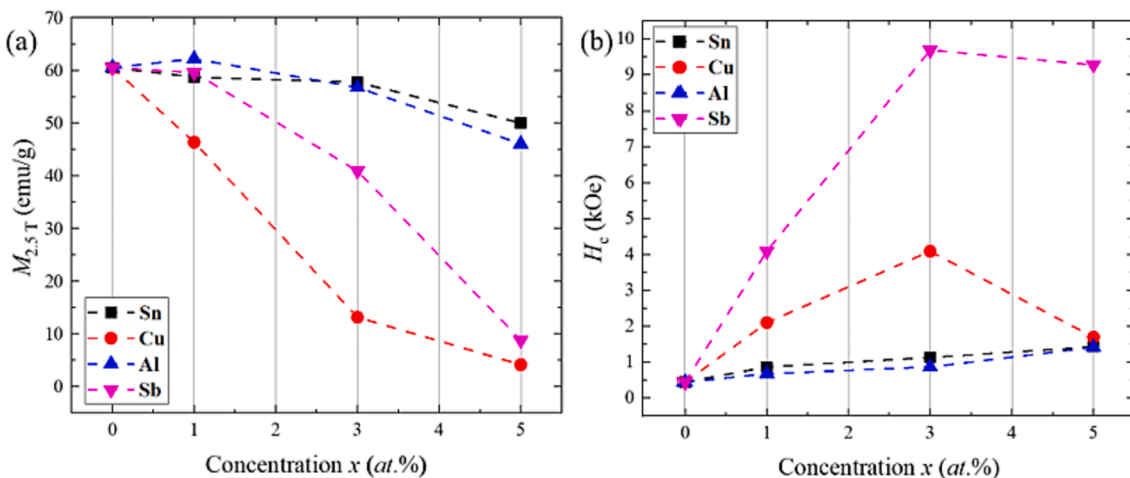 (a)
70
60
50
40
30
20
10
0
M2.5 T (emu/g)
Sn
Cu
Al
Sb
0 1 2 3 4 5
Concentration x (at.%)
(b)
10
9
8
7
6
5
4
3
2
1
0
Hc (kOe)
Sn
Cu
Al
Sb
0 1 2 3 4 5
Concentration x (at.%)